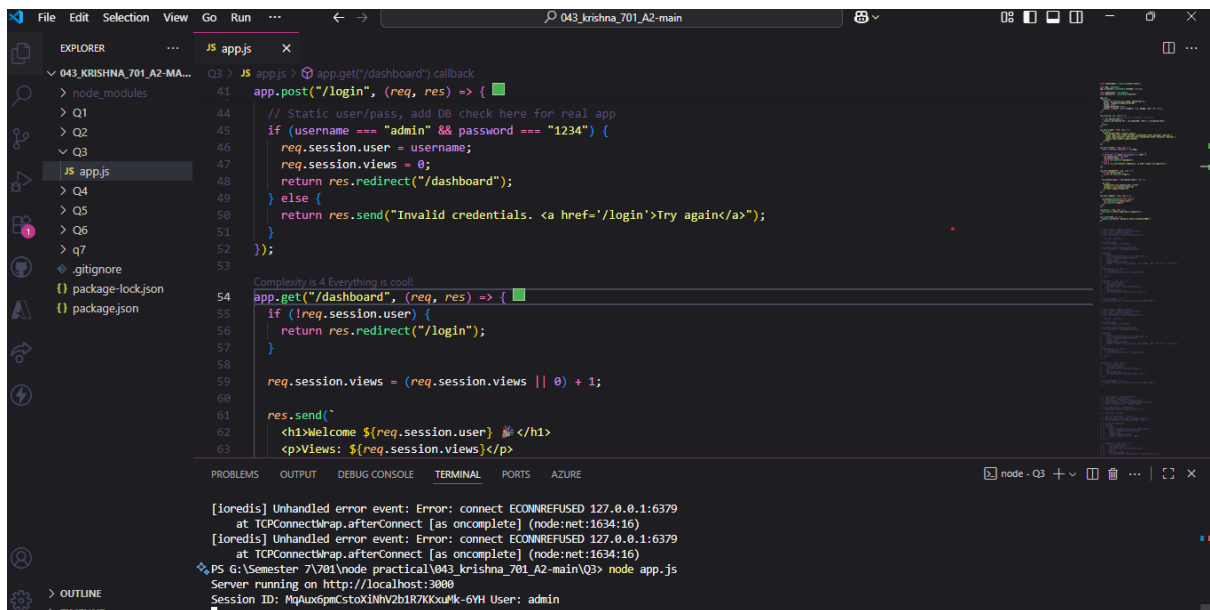 File Edit Selection View Go Run ··· 043_krishna_701_A2-main
EXPLORER ···
043_KRISHNA_701_A2-MA...
> node_modules
> Q1
> Q2
Q3
JS app.js
> Q4
> Q5
> Q6
> q7
.gitignore
{} package-lock.json
{} package.json
> OUTLINE
1
JS app.js ×
Q3 > JS app.js > app.get("/dashboard") callback
41 app.post("/login", (req, res) => {
44 // Static user/pass, add DB check here for real app
45 if (username === "admin" && password === "1234") {
46 req.session.user = username;
47 req.session.views = 0;
48 return res.redirect("/dashboard");
49 } else {
50 return res.send("Invalid credentials. <a href='/login'>Try again</a>");
51 }
52 });
53
Complexity is 4 Everything is cool!
54 app.get("/dashboard", (req, res) => {
55 if (!req.session.user) {
56 return res.redirect("/login");
57 }
58
59 req.session.views = (req.session.views || 0) + 1;
60
61 res.send(`
62 <h1>Welcome ${req.session.user} 🎉</h1>
63 <p>Views: ${req.session.views}</p>
PROBLEMS OUTPUT DEBUG CONSOLE TERMINAL PORTS AZURE node - Q3
[ioredis] Unhandled error event: Error: connect ECONNREFUSED 127.0.0.1:6379
at TCPConnectWrap.afterConnect [as oncomplete] (node:net:1634:16)
[ioredis] Unhandled error event: Error: connect ECONNREFUSED 127.0.0.1:6379
at TCPConnectWrap.afterConnect [as oncomplete] (node:net:1634:16)
PS G:\Semester 7\701\node practical\043_krishna_701_A2-main\Q3> node app.js
Server running on http://localhost:3000
Session ID: MqAux6pmCstoXiNhV2b1R7KKxuMk-6YH User: admin